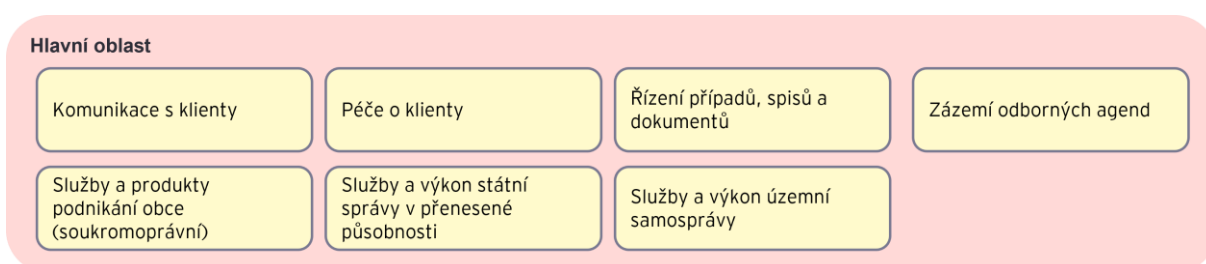 Hlavní oblast
Komunikace s klienty
Péče o klienty
Řízení případů, spisů a
dokumentů
Zázemí odborných agend
Služby a produkty
podnikání obce
(soukromoprávní)
Služby a výkon státní
správy v přenesené
působnosti
Služby a výkon územní
samosprávy